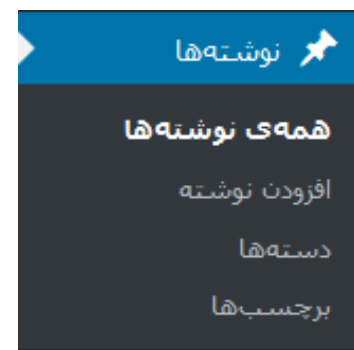 نوشته‌ها
همه‌ی نوشته‌ها
افزودن نوشته
دسته‌ها
برچسب‌ها